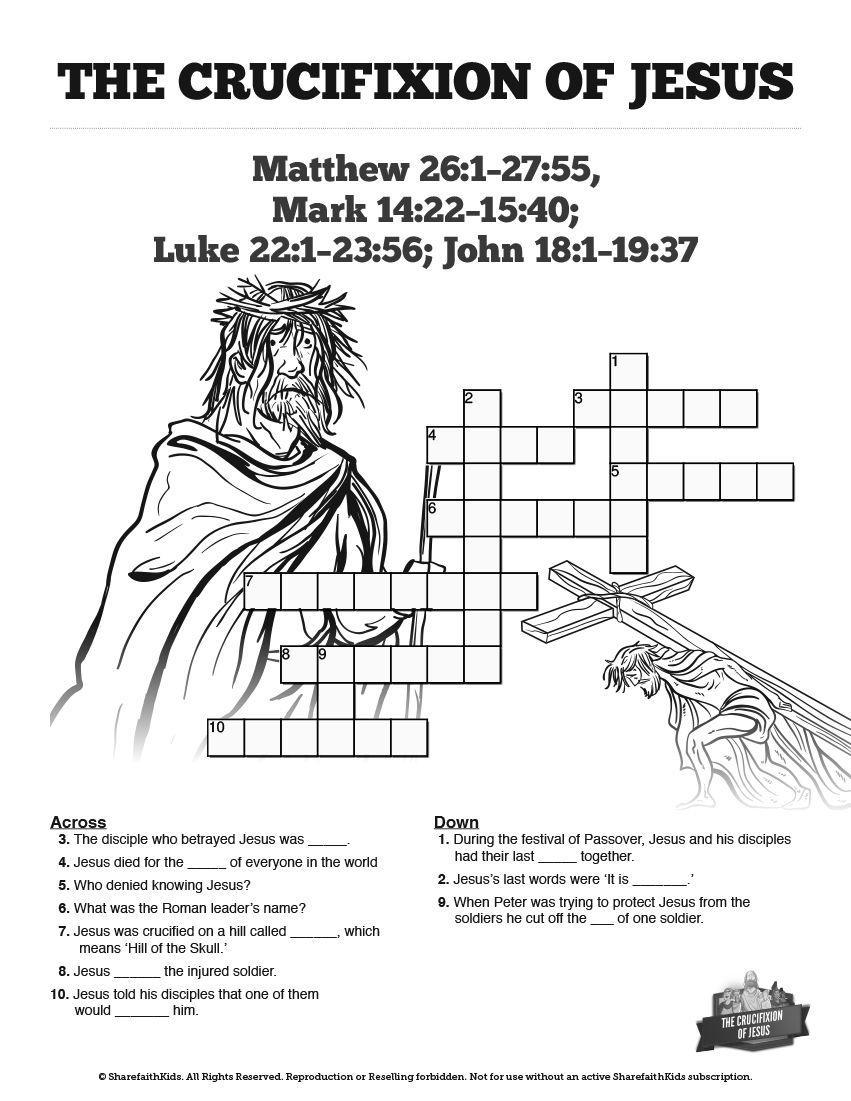 THE CRUCIFIXION OF JESUS
Matthew 26:1–27:55,
Mark 14:22–15:40;
Luke 22:1–23:56; John 18:1–19:37
1
2
3
4
5
6
7
8
9
10
Across
3. The disciple who betrayed Jesus was _____.
4. Jesus died for the _____ of everyone in the world
5. Who denied knowing Jesus?
6. What was the Roman leader’s name?
7. Jesus was crucified on a hill called ______, which
means ‘Hill of the Skull.’
8. Jesus ______ the injured soldier.
10. Jesus told his disciples that one of them
would _______ him.
Down
1. During the festival of Passover, Jesus and his disciples
had their last _____ together.
2. Jesus’s last words were ‘It is _______.’
9. When Peter was trying to protect Jesus from the
soldiers he cut off the ___ of one soldier.
THE CRUCIFIXION
OF JESUS
© SharefaithKids. All Rights Reserved. Reproduction or Reselling forbidden. Not for use without an active SharefaithKids subscription.